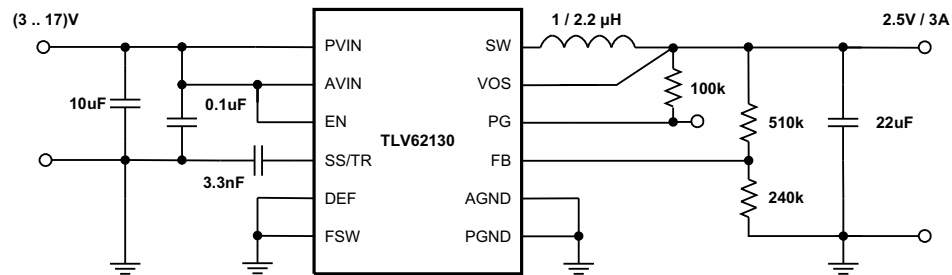 (3 .. 17)V
1 / 2.2 µH
2.5V / 3A
PVIN
SW
AVIN
VOS
10uF
0.1uF
100k
EN
PG
510k
22uF
TLV62130
SS/TR
FB
3.3nF
DEF
AGND
240k
FSW
PGND